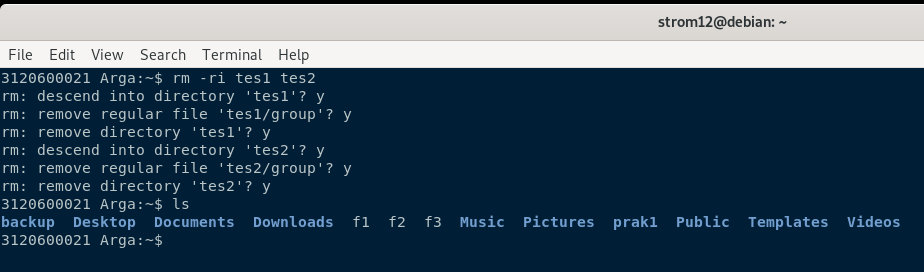 strom12@debian: ~
File Edit View Search Terminal Help
3120600021 Arga:~$ rm -ri tes1 tes2
rm: descend into directory 'tes1'? y
rm: remove regular file 'tes1/group'? y
rm: remove directory 'tes1'? y
rm: descend into directory 'tes2'? y
rm: remove regular file 'tes2/group'? y
rm: remove directory 'tes2'? y
3120600021 Arga:~$ ls
backup Desktop Documents Downloads f1 f2 f3 Music Pictures prak1 Public Templates Videos
3120600021 Arga:~$